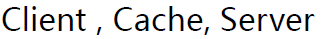 Client , Cache, Server